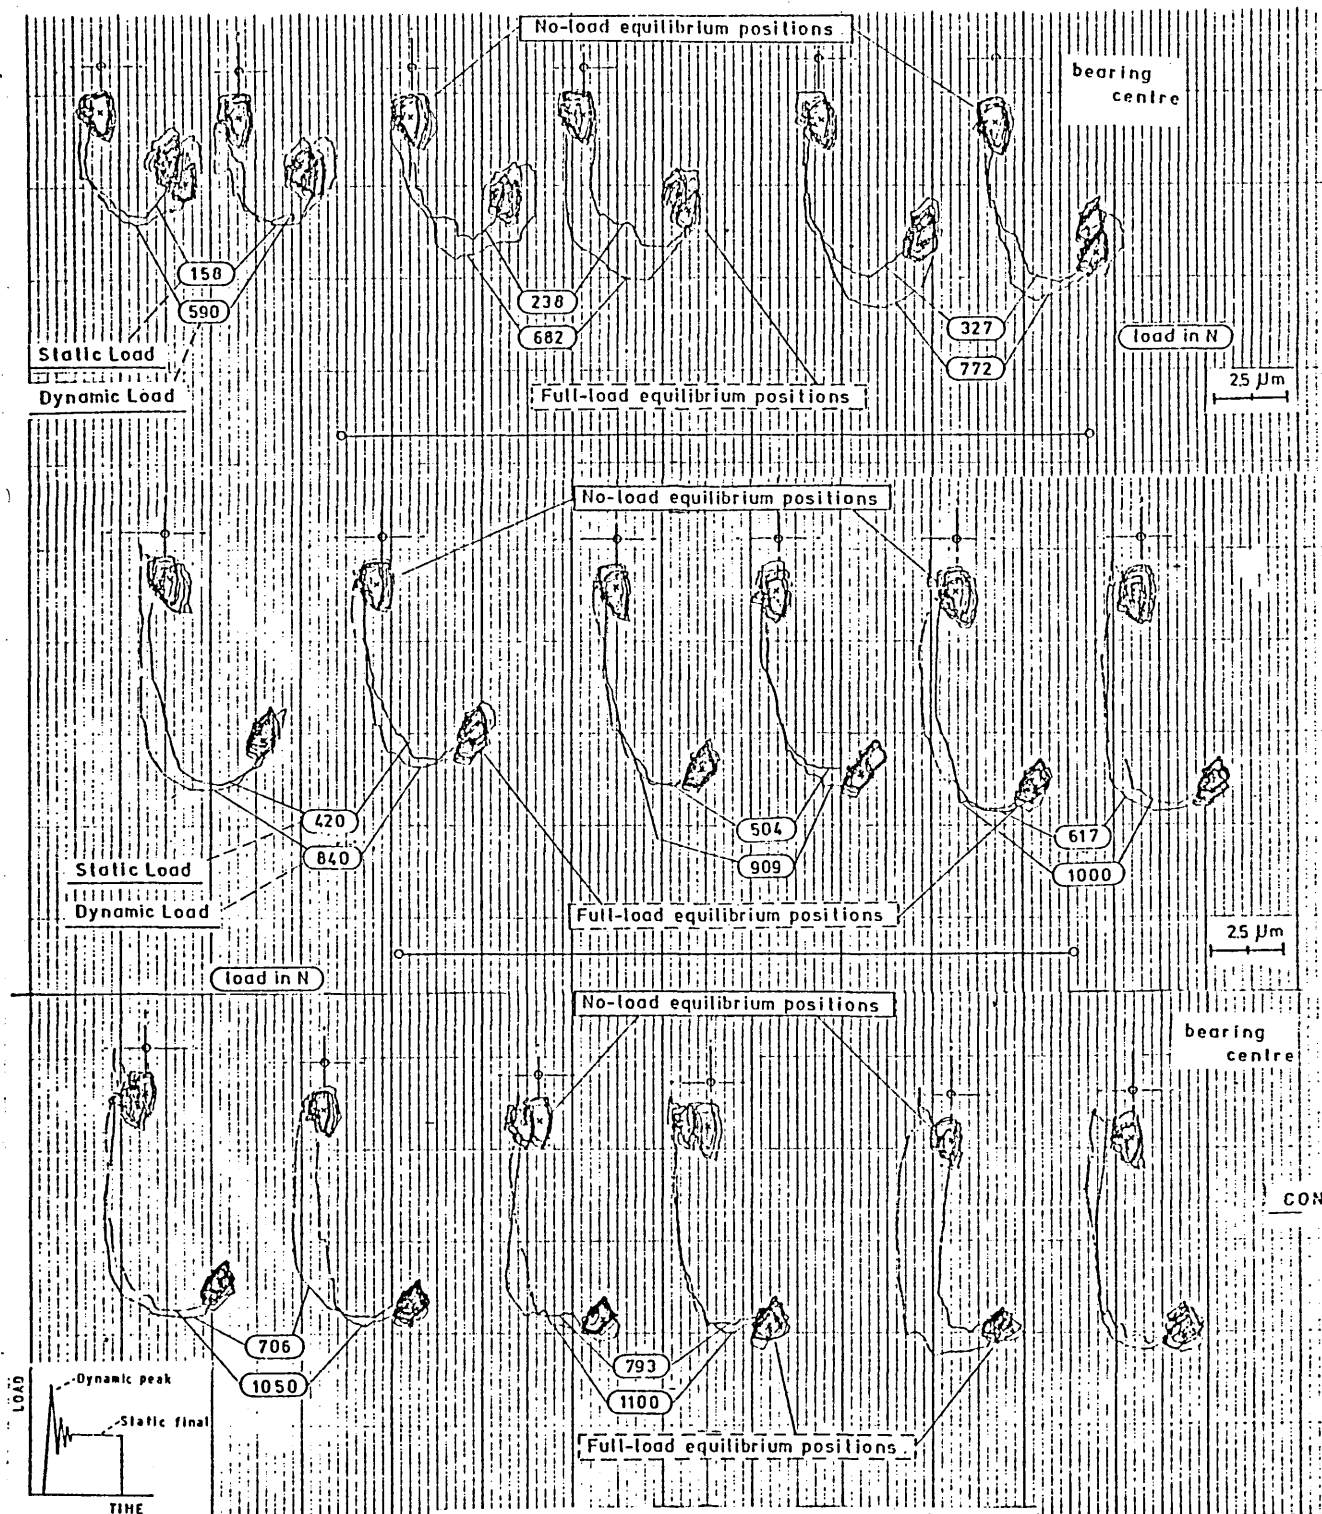 No-load equilibrium positions
bearing
centre
158
590
238
682
327
772
load in N
Static Load
Dynamic Load
Full-load equilibrium positions
25 μm
No-load equilibrium positions
420
840
504
909
617
1000
Static Load
Dynamic Load
Full-load equilibrium positions
25 μm
load in N
No-load equilibrium positions
bearing
centre
CON
706
1050
793
1100
Full-load equilibrium positions
LOAD
Dynamic peak
Static final
TIME